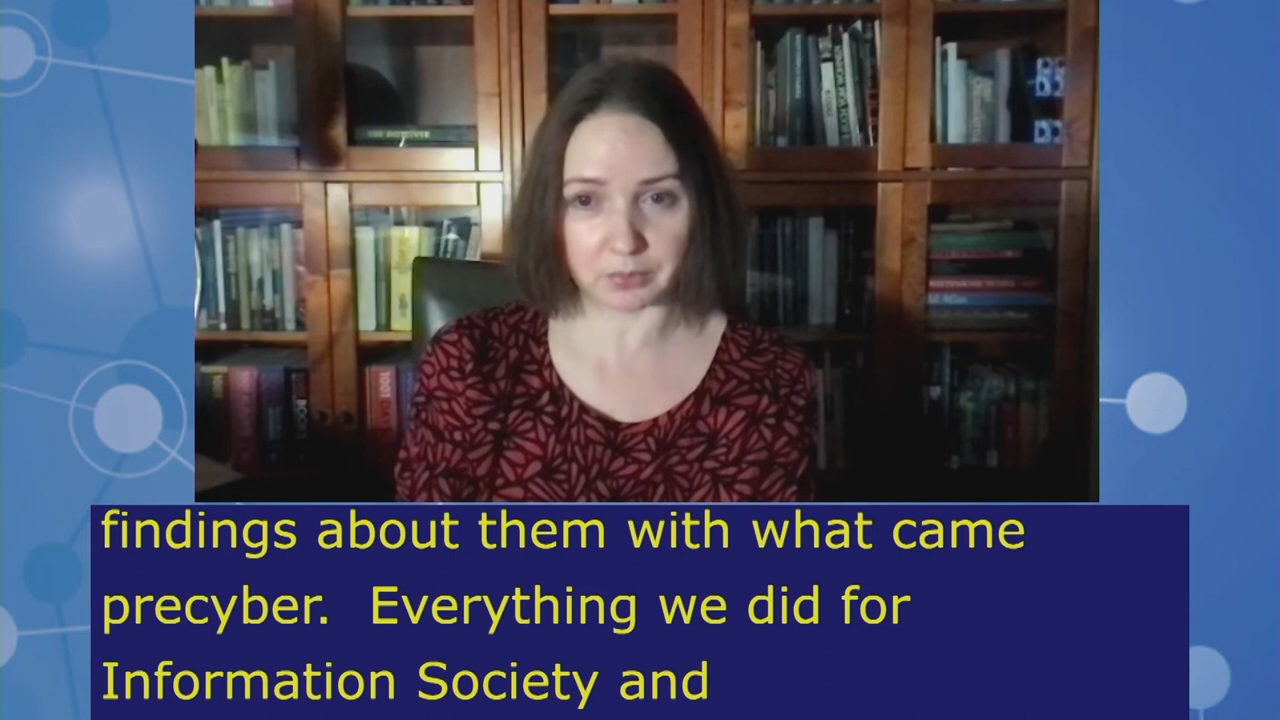 findings about them with what came
precyber.  Everything we did for
Information Society and